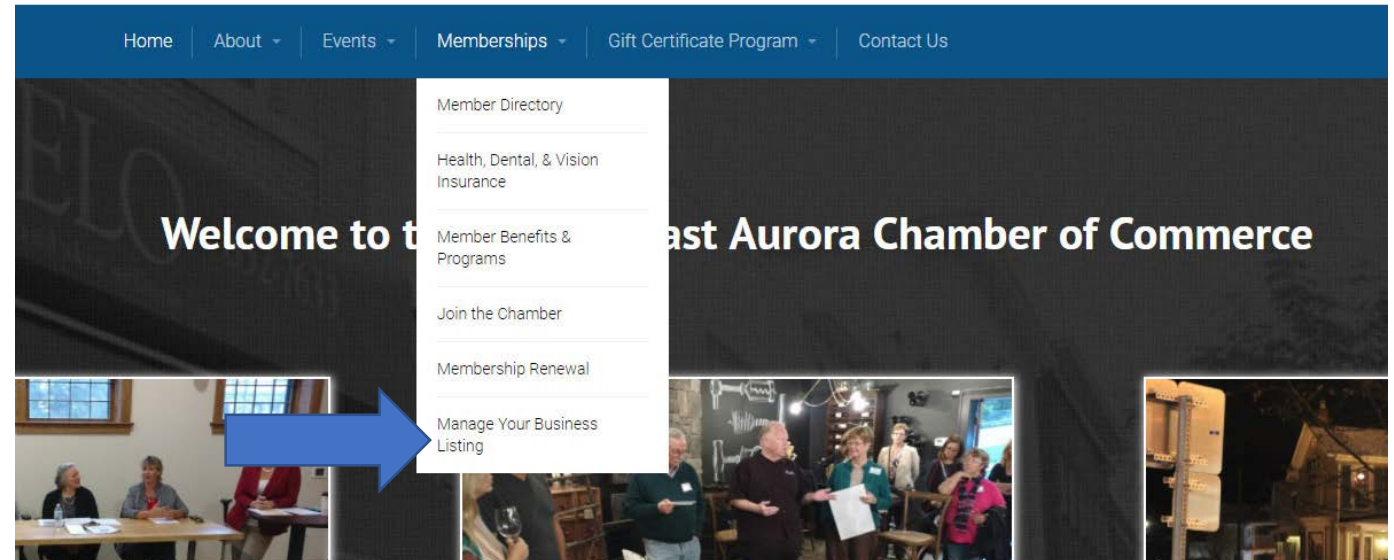 Home About Events Memberships Gift Certificate Program Contact Us
Member Directory
Health, Dental, & Vision
Insurance
Member Benefits &
Programs
Join the Chamber
Membership Renewal
Manage Your Business
Listing
Welcome to t ast Aurora Chamber of Commerce
ELO